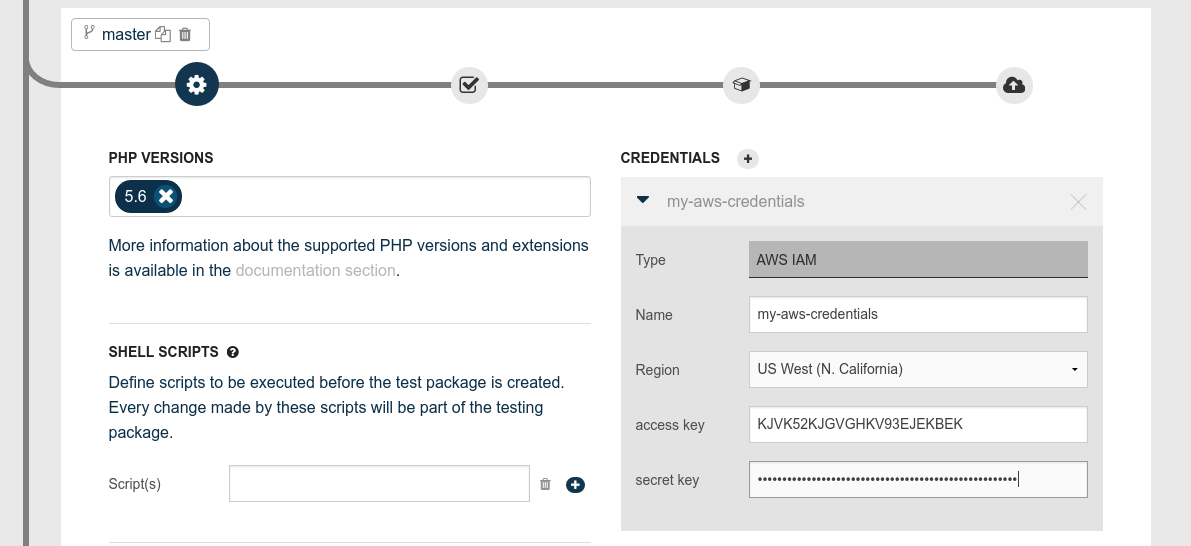 master
PHP VERSIONS
5.6
More information about the supported PHP versions and extensions
is available in the documentation section.
SHELL SCRIPTS
Define scripts to be executed before the test package is created.
Every change made by these scripts will be part of the testing
package.
Script(s)
CREDENTIALS
my-aws-credentials
Type AWS IAM
Name my-aws-credentials
Region US West (N. California)
access key KJVK52KJGVGHKV93EJEKBEK
secret key